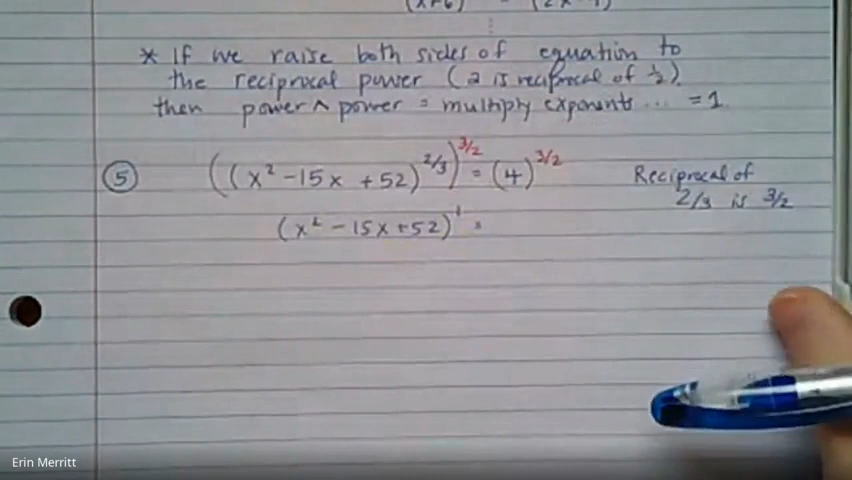 (x+6) (2x
* If we raise both sides of equation to
the reciprocal power (2 is reciprocal of 1/2)
then power ^ power = multiply exponents ... = 1
5 ((x² - 15x + 52)^2/3)^3/2 = (4)^3/2
Reciprocal of
2/3 is 3/2
(x² - 15x + 52)^1 =
Erin Merritt